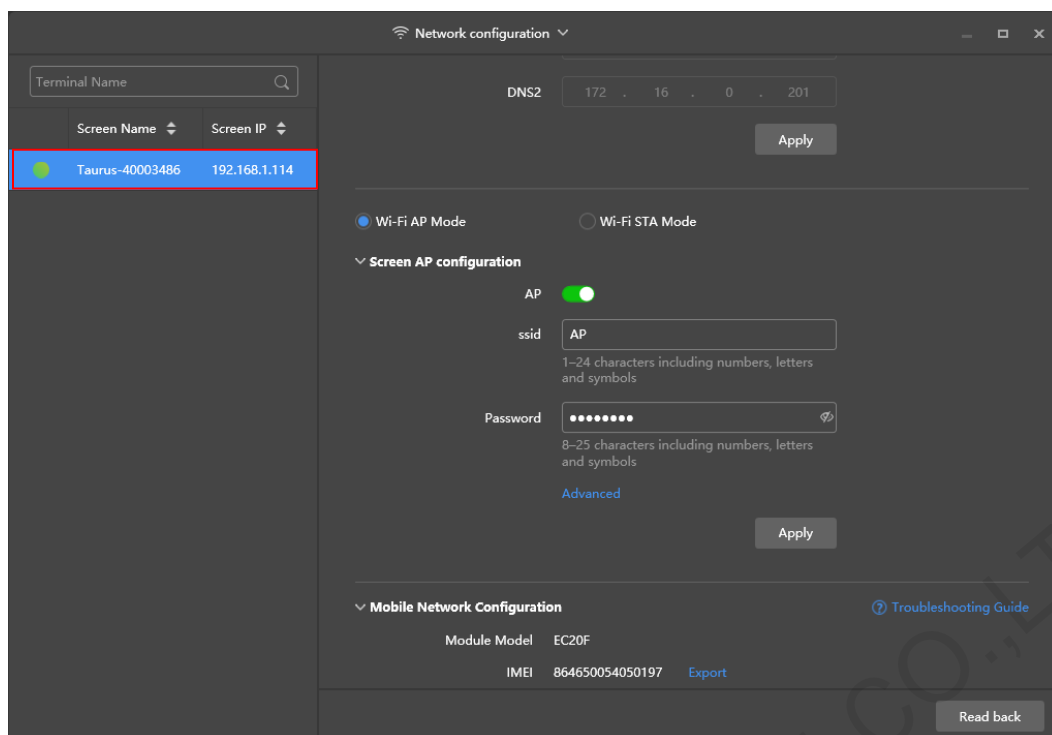 Network configuration
Terminal Name
Screen Name Screen IP
Taurus-40003486 192.168.1.114
DNS2 172 . 16 . 0 . 201
Apply
Wi-Fi AP Mode Wi-Fi STA Mode
Screen AP configuration
AP
ssid AP
1–24 characters including numbers, letters
and symbols
Password ••••••••
8–25 characters including numbers, letters
and symbols
Advanced
Apply
Mobile Network Configuration Troubleshooting Guide
Module Model EC20F
IMEI 864650054050197 Export
Read back
CO.,LT